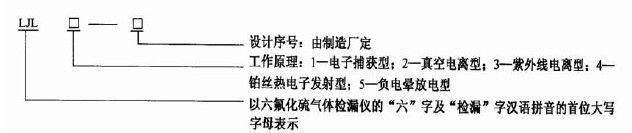 LJL □ — □
设计序号：由制造厂定
工作原理：1—电子捕获型；2—真空电离型；3—紫外线电离型；4—
铂丝热电子发射型；5—负电晕放电型
以六氟化硫气体检漏仪的“六”字及“检漏”字汉语拼音的首位大写
字母表示